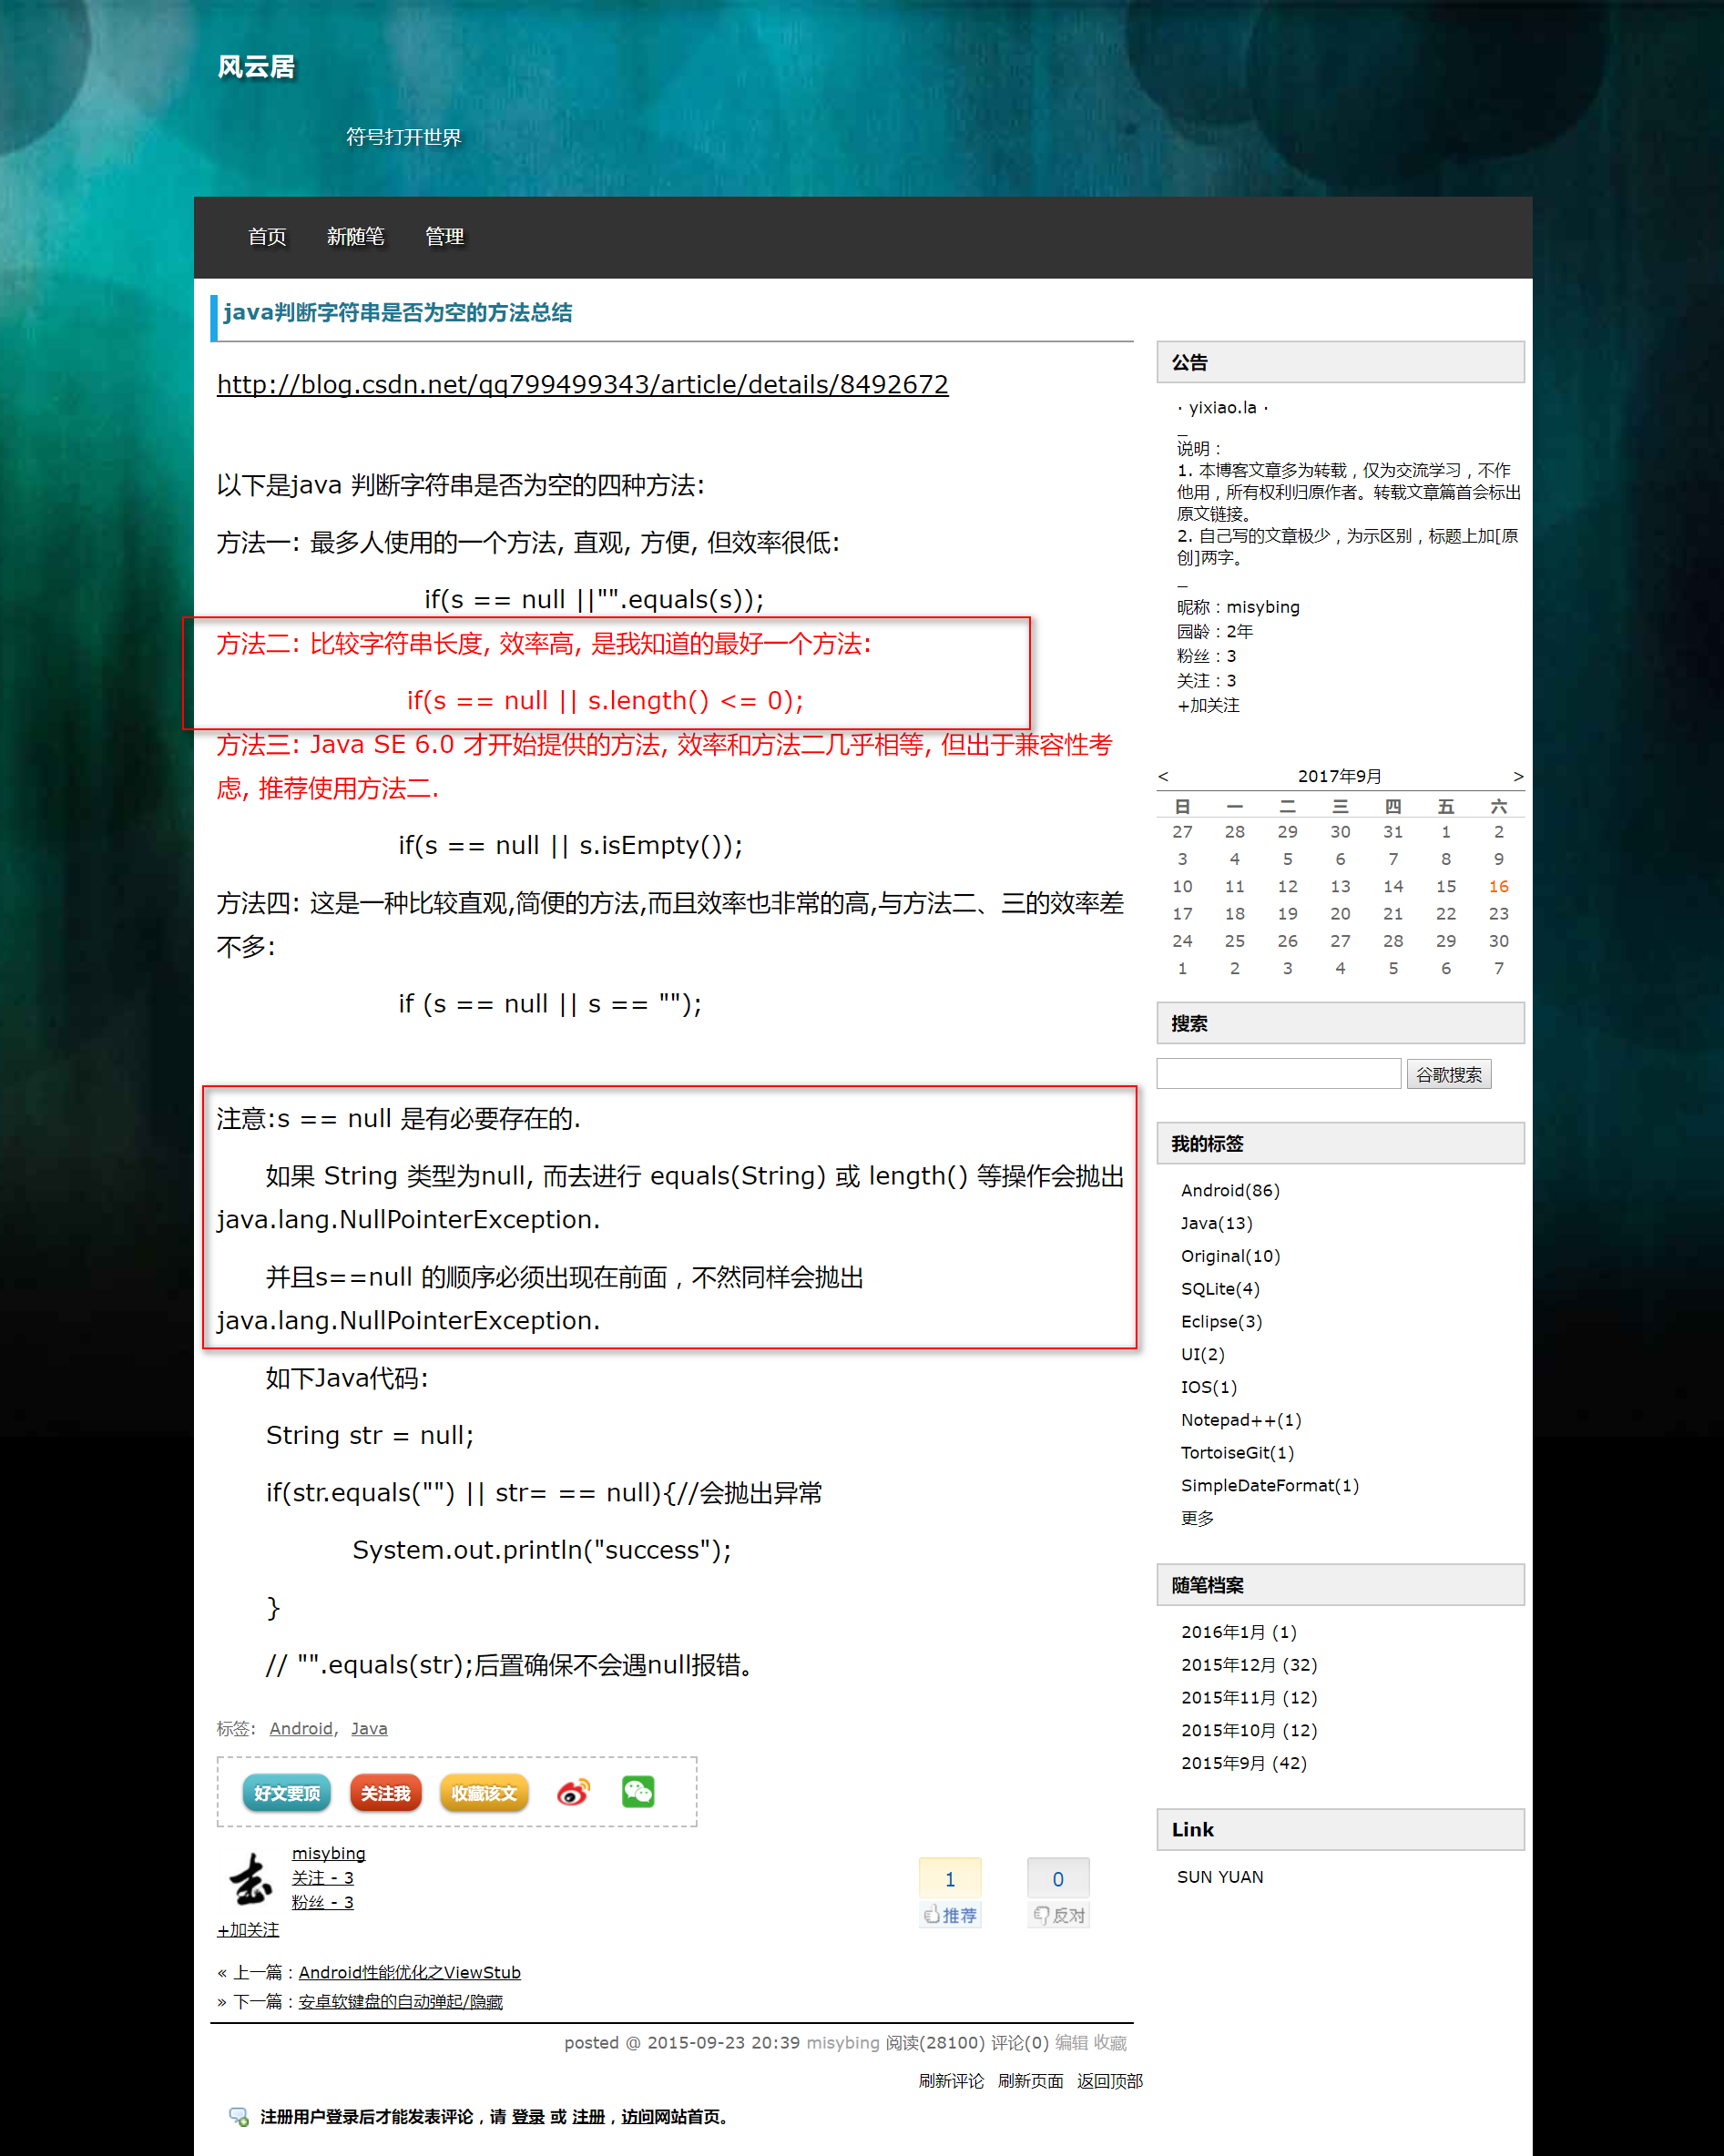 风云居
符号打开世界
首页 新随笔 管理
java判断字符串是否为空的方法总结
http://blog.csdn.net/qq799499343/article/details/8492672
以下是java 判断字符串是否为空的四种方法:
方法一: 最多人使用的一个方法, 直观, 方便, 但效率很低:
if(s == null ||"".equals(s));
方法二: 比较字符串长度, 效率高, 是我知道的最好一个方法:
if(s == null || s.length() <= 0);
方法三: Java SE 6.0 才开始提供的方法, 效率和方法二几乎相等, 但出于兼容性考
虑, 推荐使用方法二.
if(s == null || s.isEmpty());
方法四: 这是一种比较直观,简便的方法,而且效率也非常的高,与方法二、三的效率差
不多:
if (s == null || s == "");
注意:s == null 是有必要存在的.
如果 String 类型为null, 而去进行 equals(String) 或 length() 等操作会抛出
java.lang.NullPointerException.
并且s==null 的顺序必须出现在前面，不然同样会抛出
java.lang.NullPointerException.
如下Java代码:
String str = null;
if(str.equals("") || str= == null){//会抛出异常
System.out.println("success");
}
// "".equals(str);后置确保不会遇null报错。
标签: Android, Java
好文要顶 关注我 收藏该文
misybing
关注 - 3
粉丝 - 3
+加关注
1 0
推荐 反对
« 上一篇：Android性能优化之ViewStub
» 下一篇：安卓软键盘的自动弹起/隐藏
posted @ 2015-09-23 20:39 misybing 阅读(28100) 评论(0) 编辑 收藏
刷新评论 刷新页面 返回顶部
注册用户登录后才能发表评论，请 登录 或 注册，访问网站首页。
公告
· yixiao.la ·
_
说明：
1. 本博客文章多为转载，仅为交流学习，不作
他用，所有权利归原作者。转载文章篇首会标出
原文链接。
2. 自己写的文章极少，为示区别，标题上加[原
创]两字。
_
昵称：misybing
园龄：2年
粉丝：3
关注：3
+加关注
< 2017年9月 >
日 一 二 三 四 五 六
27 28 29 30 31 1 2
3 4 5 6 7 8 9
10 11 12 13 14 15 16
17 18 19 20 21 22 23
24 25 26 27 28 29 30
1 2 3 4 5 6 7
搜索
谷歌搜索
我的标签
Android(86)
Java(13)
Original(10)
SQLite(4)
Eclipse(3)
UI(2)
IOS(1)
Notepad++(1)
TortoiseGit(1)
SimpleDateFormat(1)
更多
随笔档案
2016年1月 (1)
2015年12月 (32)
2015年11月 (12)
2015年10月 (12)
2015年9月 (42)
Link
SUN YUAN